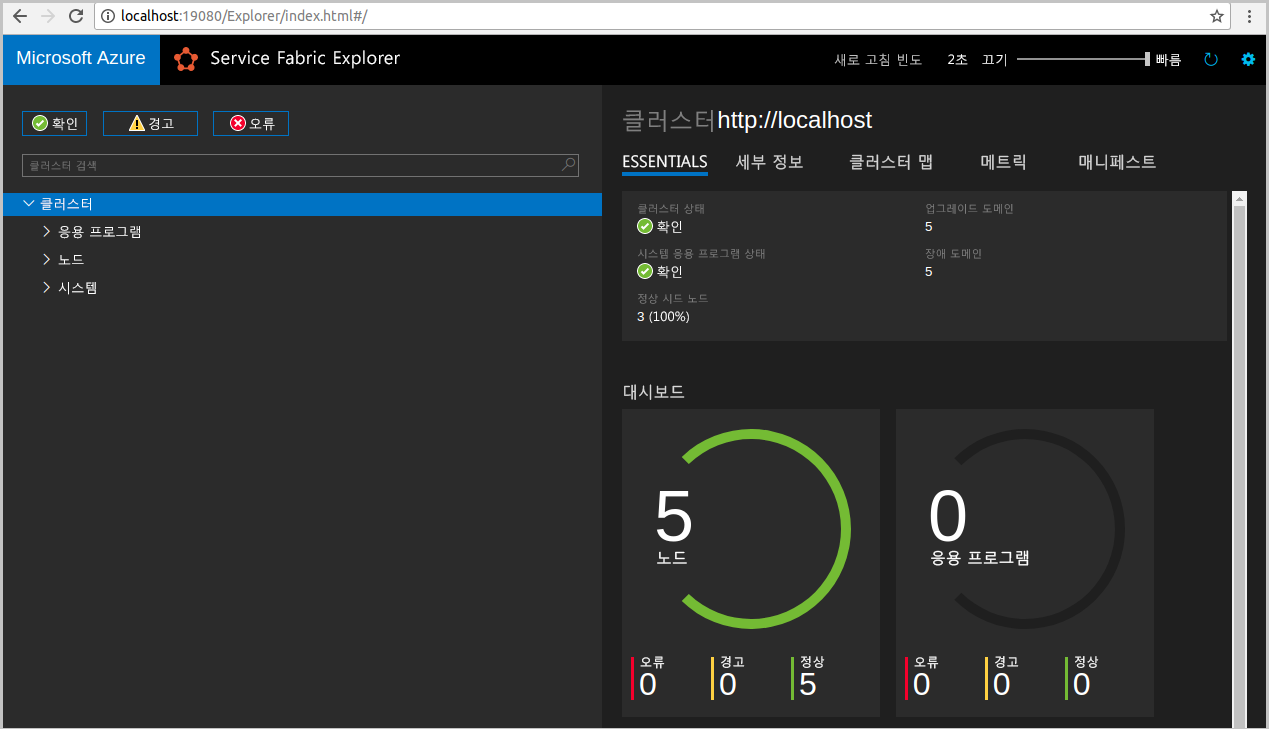 localhost:19080/Explorer/index.html#/
Microsoft Azure
Service Fabric Explorer
새로 고침 빈도 2초 끄기 빠름
확인 경고 오류
클러스터 검색
클러스터
응용 프로그램
노드
시스템
클러스터http://localhost
ESSENTIALS 세부 정보 클러스터 맵 메트릭 매니페스트
클러스터 상태 업그레이드 도메인
확인 5
시스템 응용 프로그램 상태 장애 도메인
확인 5
정상 시드 노드
3 (100%)
대시보드
5
노드
오류 경고 정상
0 0 5
0
응용 프로그램
오류 경고 정상
0 0 0